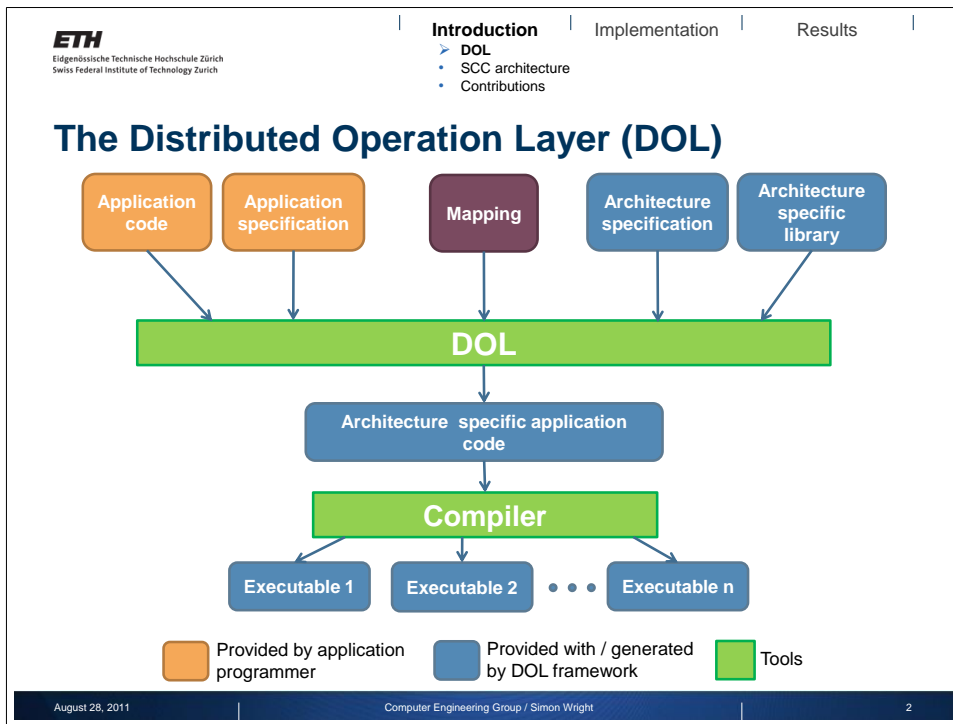 ETH
Eidgenössische Technische Hochschule Zürich
Swiss Federal Institute of Technology Zurich
Introduction
➢ DOL
• SCC architecture
• Contributions
Implementation
Results
The Distributed Operation Layer (DOL)
Application
code
Application
specification
Mapping
Architecture
specification
Architecture
specific
library
DOL
Architecture specific application
code
Compiler
Executable 1
Executable 2
Executable n
Provided by application
programmer
Provided with / generated
by DOL framework
Tools
August 28, 2011
Computer Engineering Group / Simon Wright
2